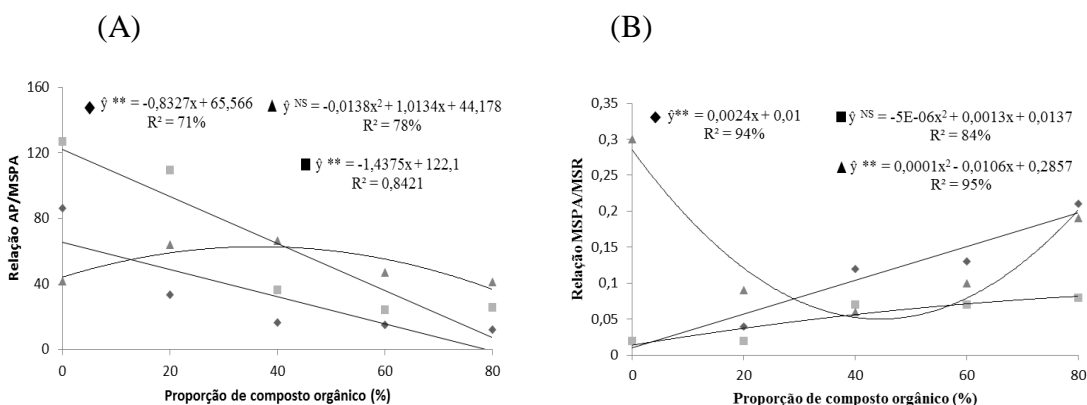 (A)
160
120
80
40
0
0 20 40 60 80
Relação AP/MSPA
Proporção de composto orgânico (%)
♦ ŷ ** = -0,8327x + 65,566
R² = 71%
▲ ŷ NS = -0,0138x² + 1,0134x + 44,178
R² = 78%
■ ŷ ** = -1,4375x + 122,1
R² = 0,8421
(B)
0,35
0,3
0,25
0,2
0,15
0,1
0,05
0
0 20 40 60 80
Relação MSPA/MSR
Proporção de composto orgânico (%)
♦ ŷ** = 0,0024x + 0,01
R² = 94%
■ ŷ NS = -5E-06x² + 0,0013x + 0,0137
R² = 84%
▲ ŷ ** = 0,0001x² - 0,0106x + 0,2857
R² = 95%